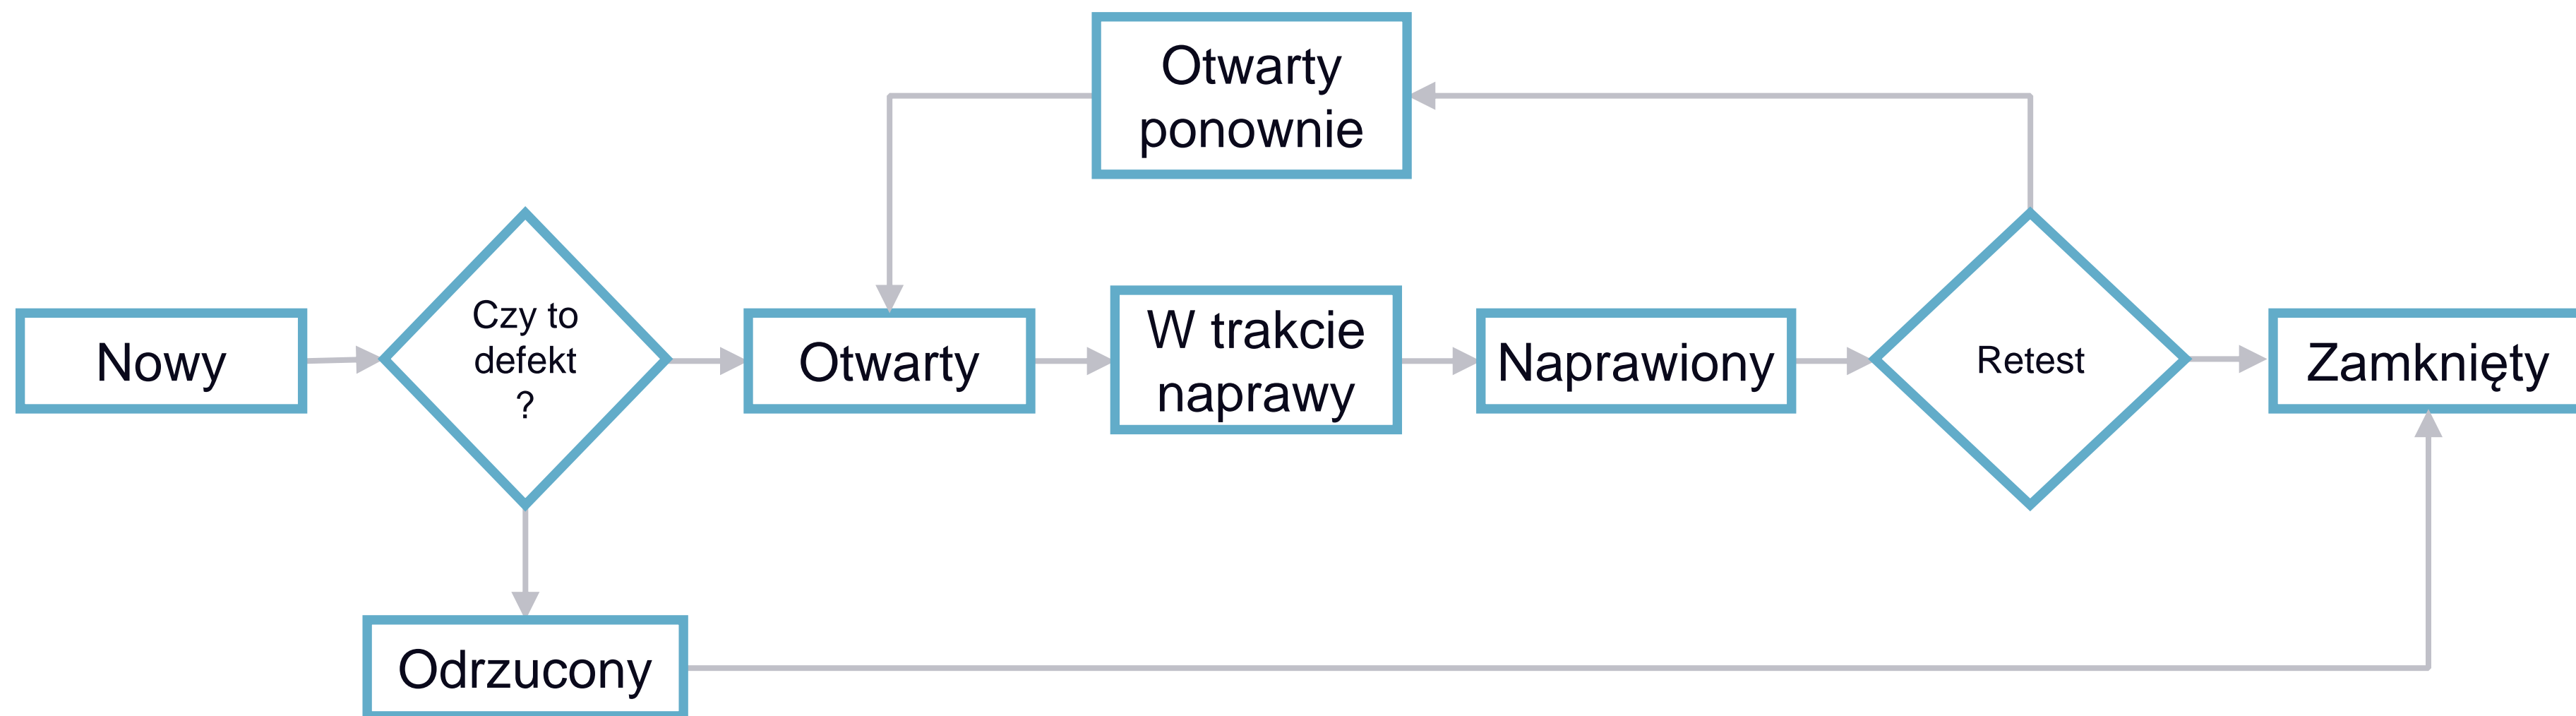 Otwarty
ponownie
Nowy
Czy to
defekt
?
Otwarty
W trakcie
naprawy
Naprawiony
Retest
Zamknięty
Odrzucony